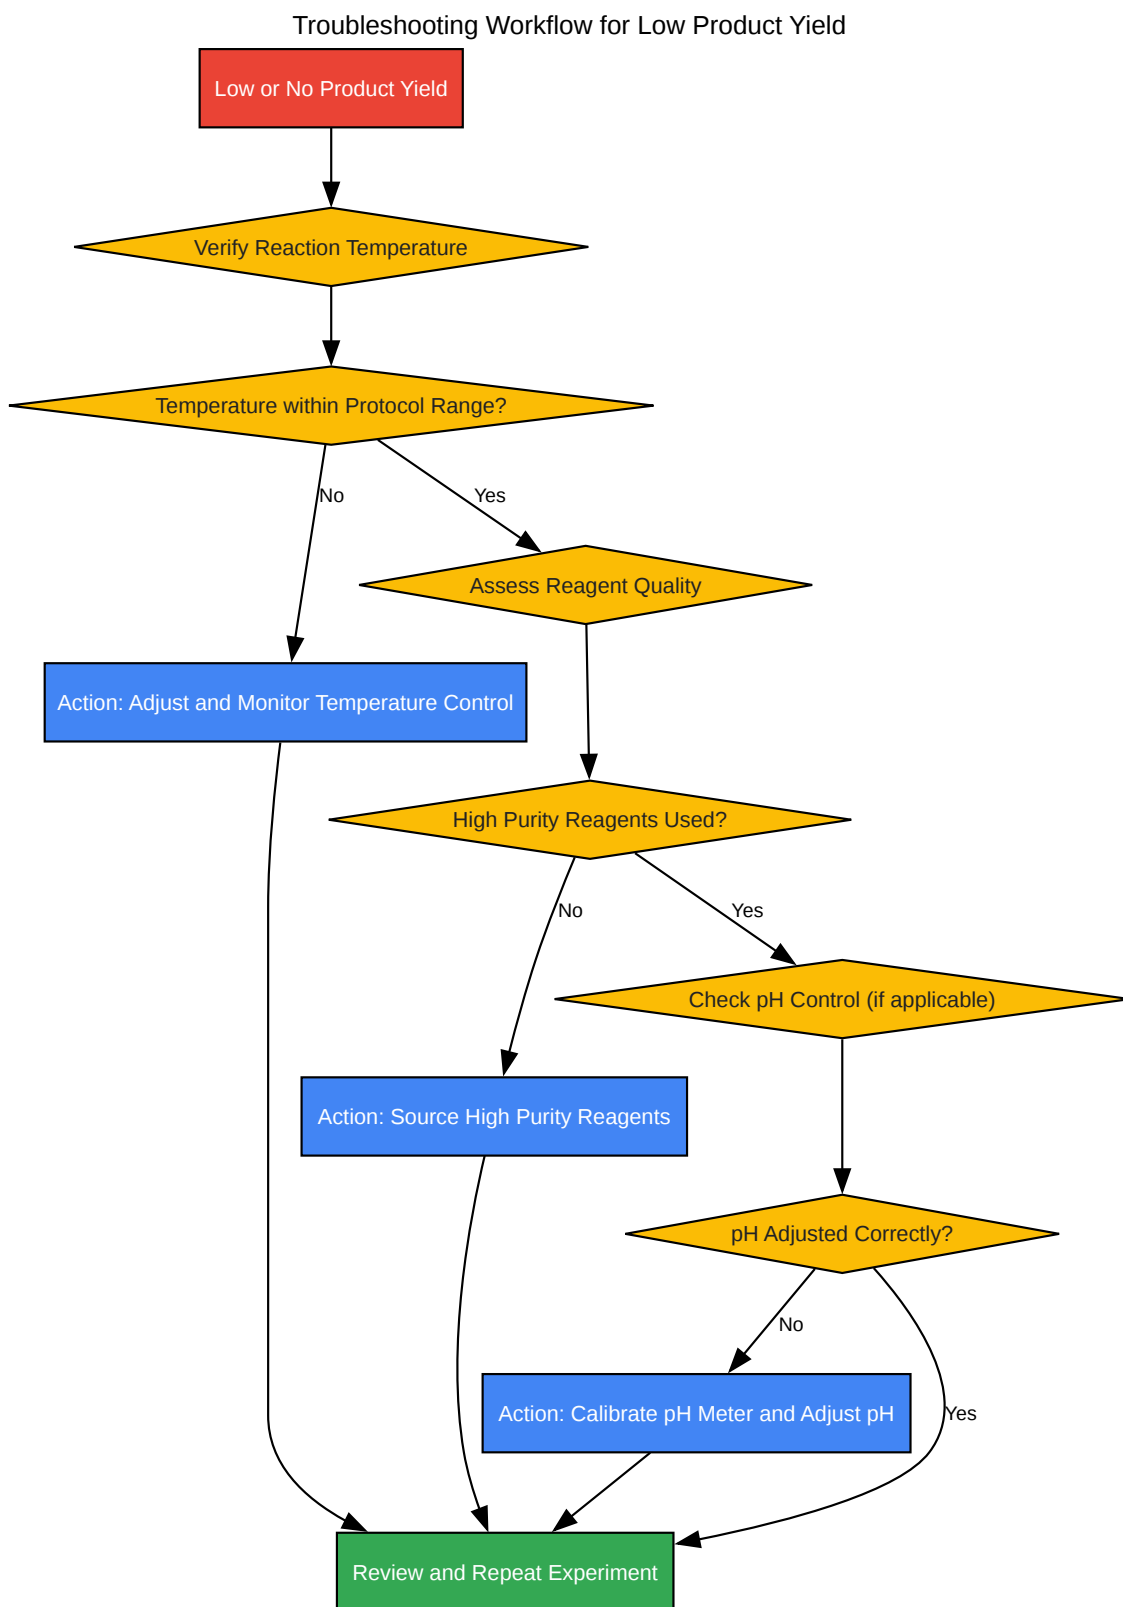 Troubleshooting Workflow for Low Product Yield
Low or No Product Yield
Verify Reaction Temperature
Temperature within Protocol Range?
No
Yes
Assess Reagent Quality
Action: Adjust and Monitor Temperature Control
High Purity Reagents Used?
No
Yes
Check pH Control (if applicable)
Action: Source High Purity Reagents
pH Adjusted Correctly?
No
Action: Calibrate pH Meter and Adjust pH
Yes
Review and Repeat Experiment